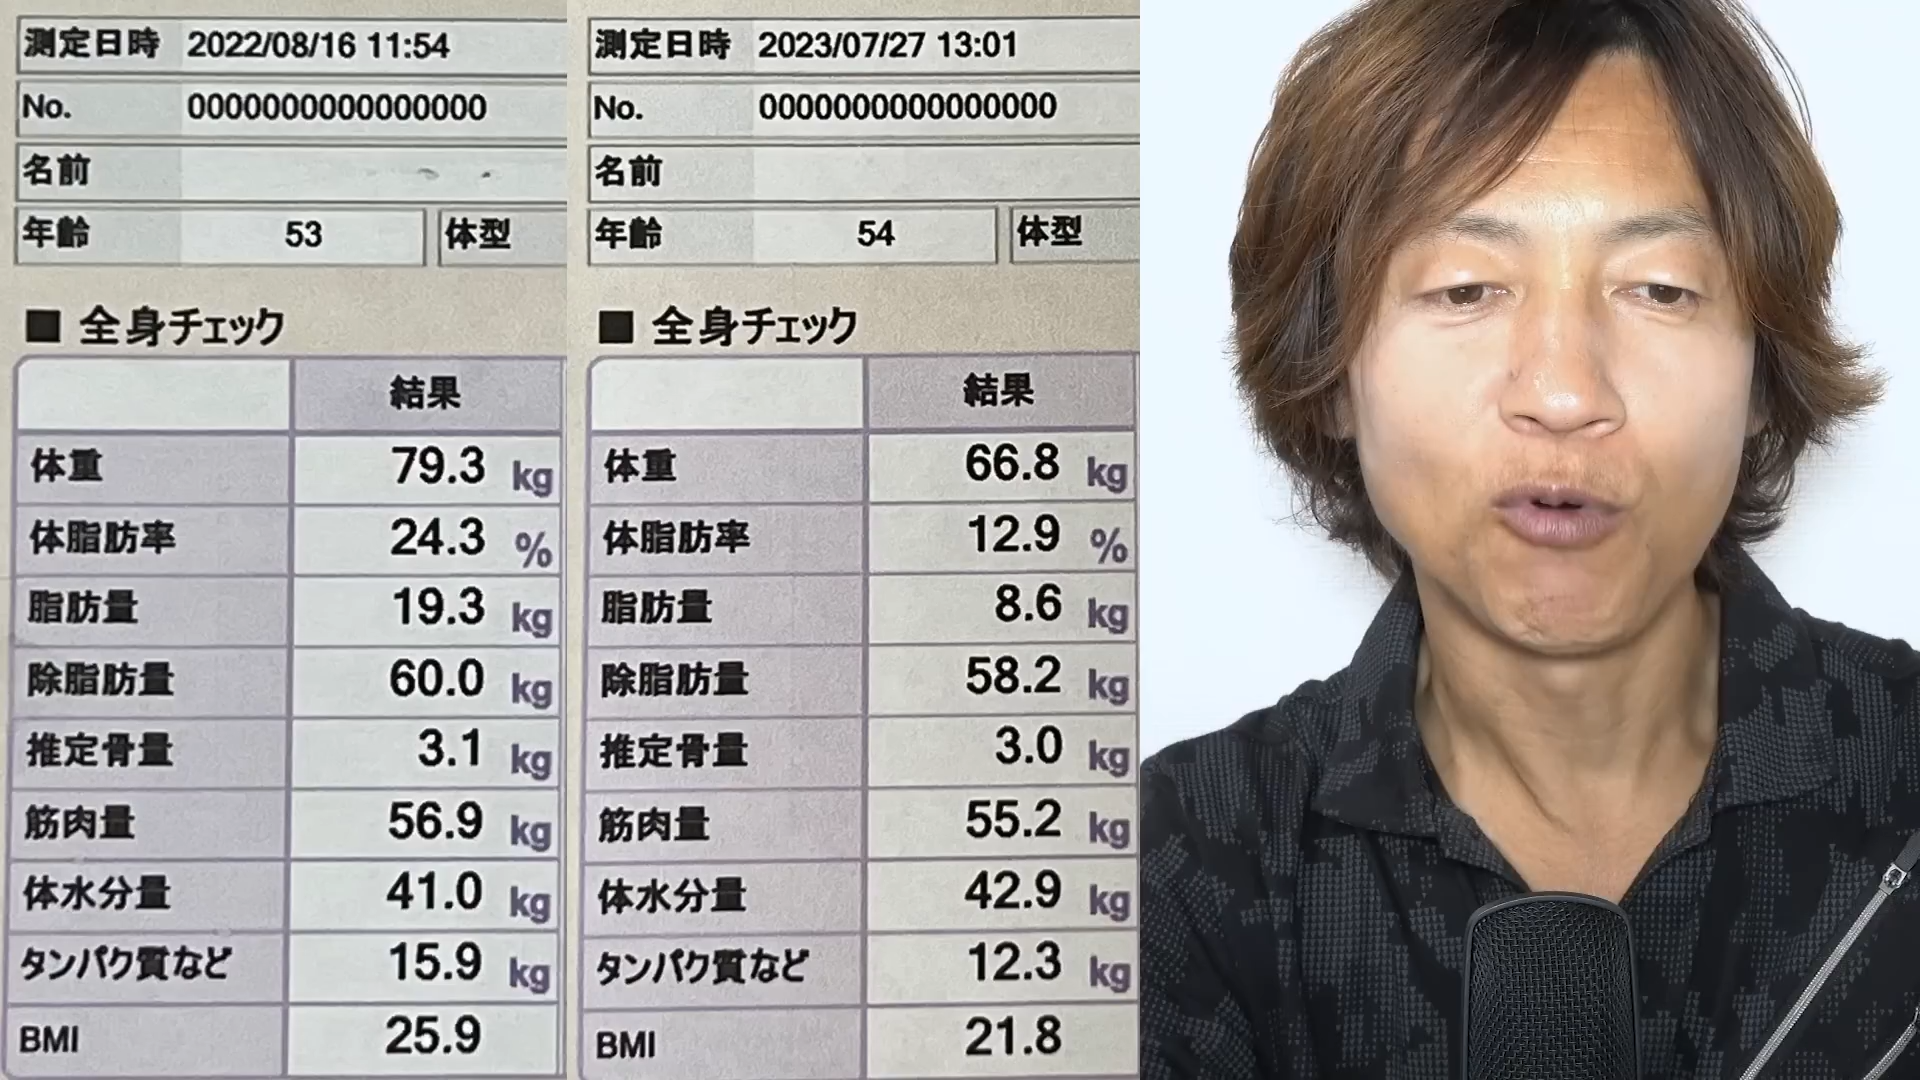 測定日時 2022/08/16 11:54
No. 0000000000000000
名前
年齢 53 体型
■ 全身チェック
結果
体重 79.3 kg
体脂肪率 24.3 %
脂肪量 19.3 kg
除脂肪量 60.0 kg
推定骨量 3.1 kg
筋肉量 56.9 kg
体水分量 41.0 kg
タンパク質など 15.9 kg
BMI 25.9
測定日時 2023/07/27 13:01
No. 0000000000000000
名前
年齢 54 体型
■ 全身チェック
結果
体重 66.8 kg
体脂肪率 12.9 %
脂肪量 8.6 kg
除脂肪量 58.2 kg
推定骨量 3.0 kg
筋肉量 55.2 kg
体水分量 42.9 kg
タンパク質など 12.3 kg
BMI 21.8